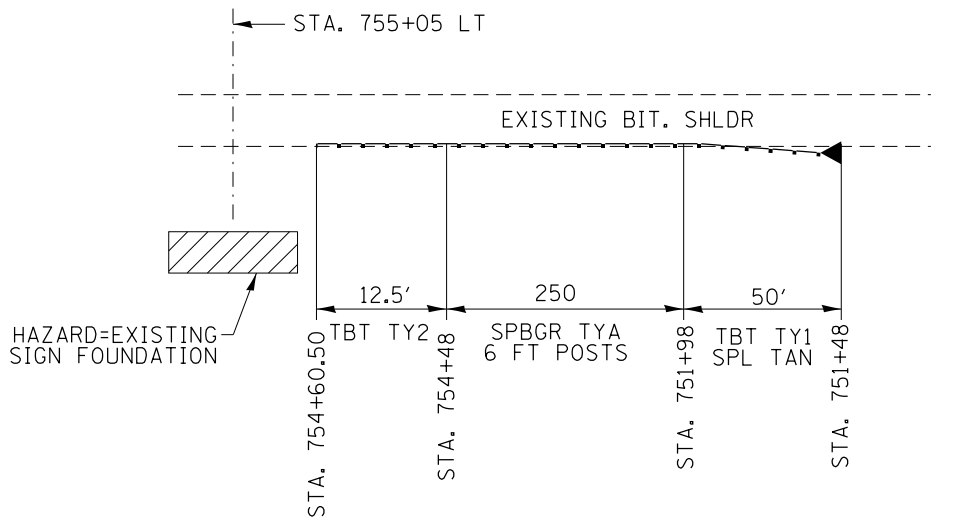 STA. 755+05 LT
EXISTING BIT. SHLDR
12.5'
250
50'
HAZARD=EXISTING
SIGN FOUNDATION
TBT TY2
SPBGR TYA
6 FT POSTS
TBT TY1
SPL TAN
STA. 754+60.50
STA. 754+48
STA. 751+98
STA. 751+48